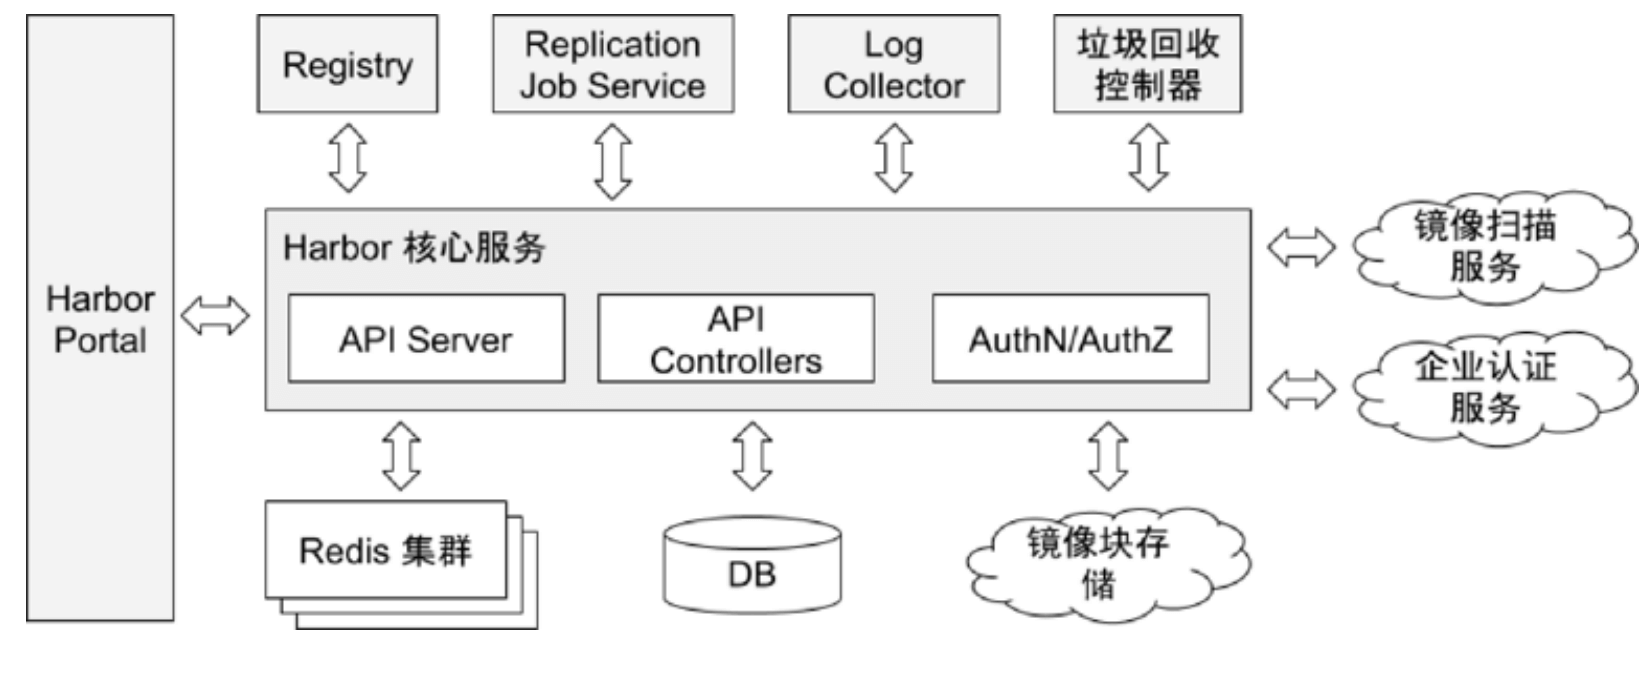 Harbor
Portal
Registry
Replication
Job Service
Log
Collector
垃圾回收
控制器
Harbor 核心服务
API Server
API
Controllers
AuthN/AuthZ
镜像扫描
服务
企业认证
服务
Redis 集群
DB
镜像块存
储